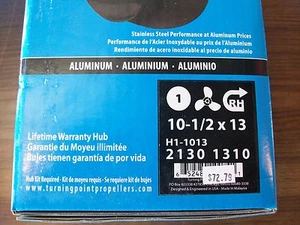 Stainless Steel Performance at Aluminum Prices
Performance de l'Acier Inoxydable au prix de l'Aluminium
Rendimiento de acero inoxidable al precio de aluminio
ALUMINUM - ALUMINIUM - ALUMINIO
1
RH
10-1/2 x 13
H1-1013
2130 1310
Lifetime Warranty Hub
Garantie du Moyeu illimitée
Bujes tienen garantía de por vida
Hub Kit Required - Kit de moyeu requis - Se requiere kit de bujes
www.turningpointpropellers.com
$72.79
Designed & Engineered in USA Made in Malaysia